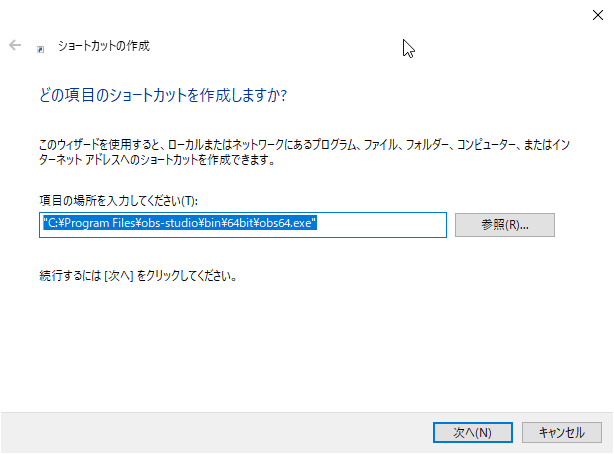 ショートカットの作成
どの項目のショートカットを作成しますか?
このウィザードを使用すると、ローカルまたはネットワークにあるプログラム、ファイル、フォルダー、コンピューター、またはイン
ターネット アドレスへのショートカットを作成できます。
項目の場所を入力してください(T):
"C:¥Program Files¥obs-studio¥bin¥64bit¥obs64.exe"
参照(R)...
続行するには [次へ] をクリックしてください。
次へ(N)
キャンセル